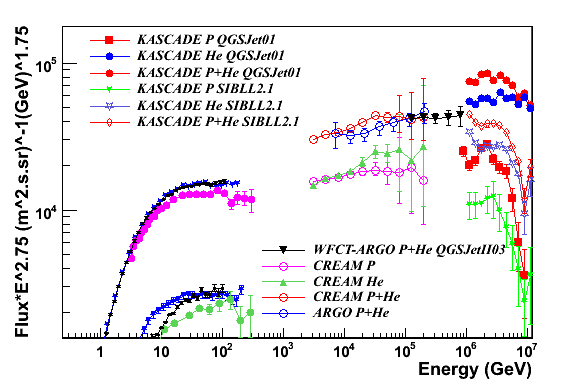 Flux*E^2.75 (m^2.s.sr)^-1(GeV)^1.75
10^5
10^4
KASCADE P QGSJet01
KASCADE He QGSJet01
KASCADE P+He QGSJet01
KASCADE P SIBLL2.1
KASCADE He SIBLL2.1
KASCADE P+He SIBLL2.1
WFCT-ARGO P+He QGSJetII03
CREAM P
CREAM He
CREAM P+He
ARGO P+He
1 10 10^2 10^3 10^4 10^5 10^6 10^7
Energy (GeV)